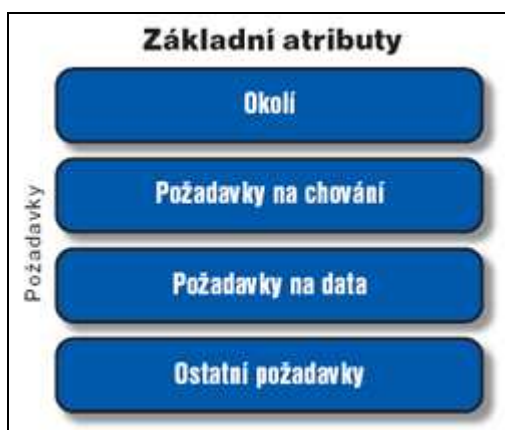 Základní atributy
Okolí
Požadavky
Požadavky na chování
Požadavky na data
Ostatní požadavky